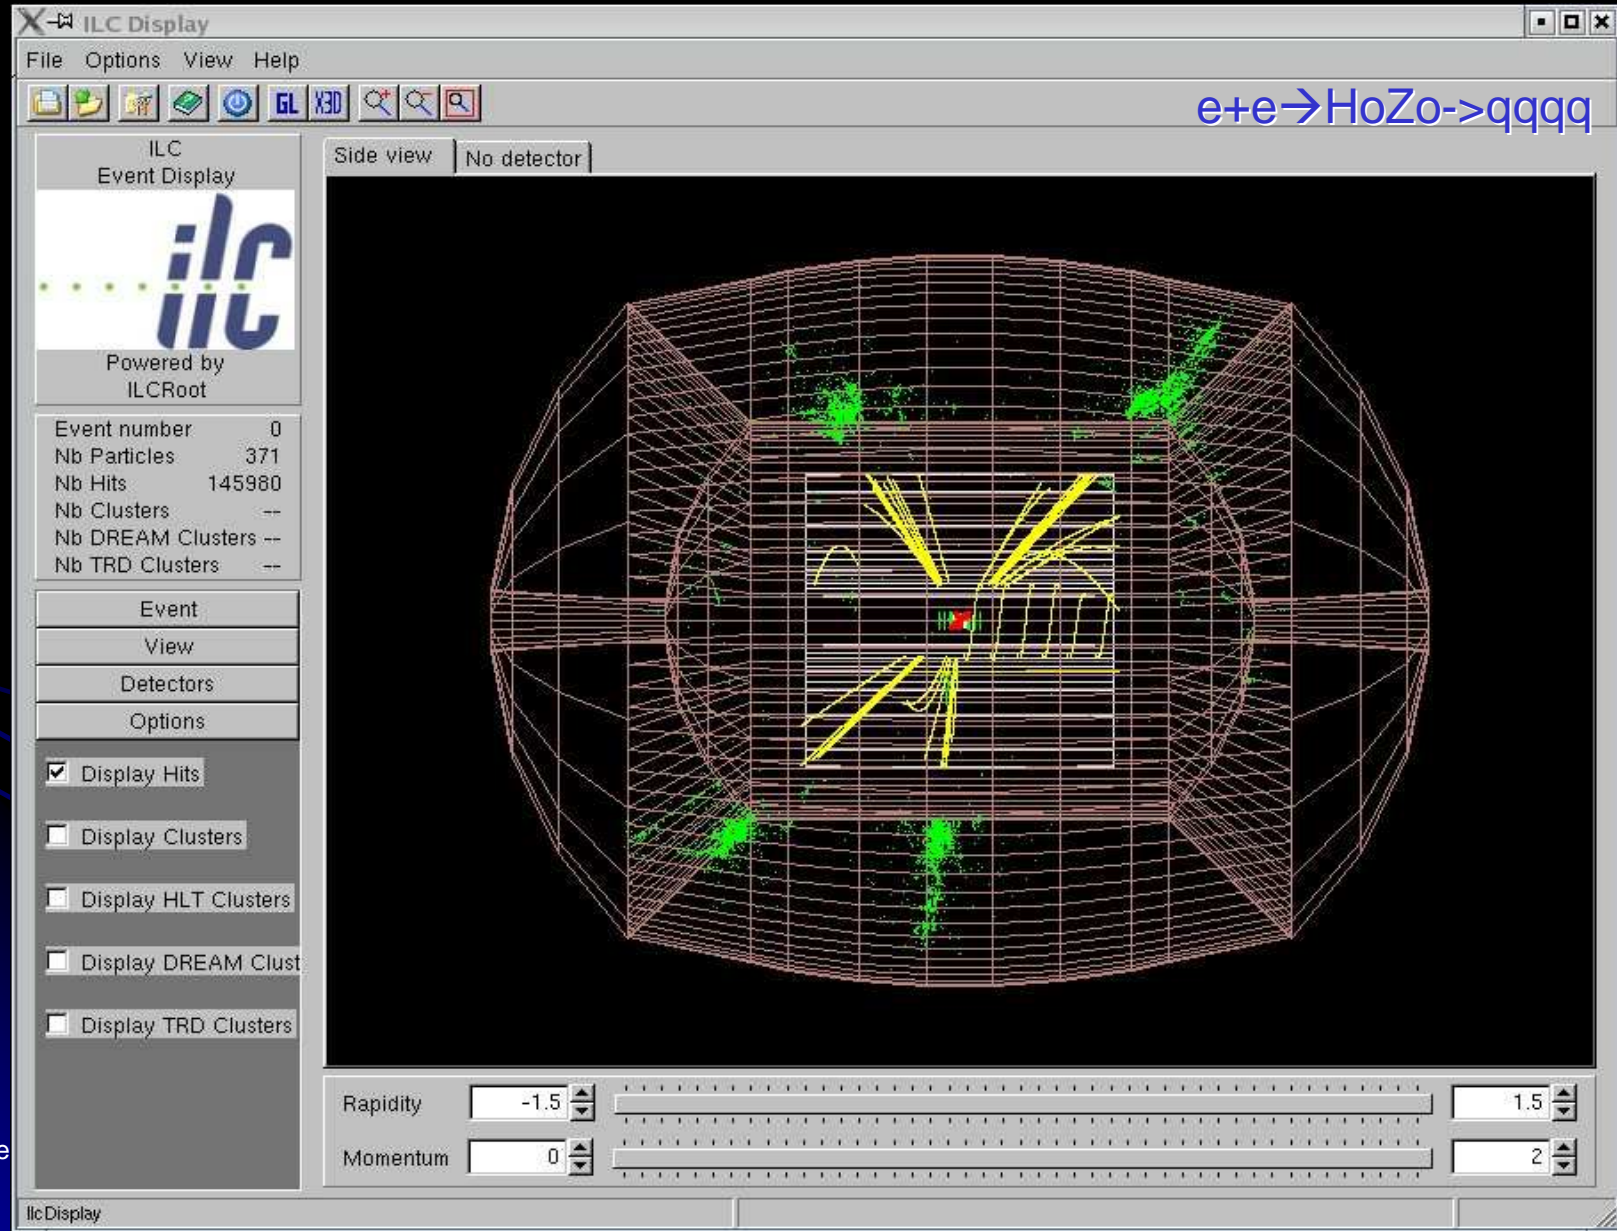 ILC Display
File Options View Help
GL X3D
e+e→HoZo->qqqq
ILC
Event Display
ilc
Powered by
ILCRoot
Side view No detector
Event number 0
Nb Particles 371
Nb Hits 145980
Nb Clusters --
Nb DREAM Clusters --
Nb TRD Clusters --
Event
View
Detectors
Options
Display Hits
Display Clusters
Display HLT Clusters
Display DREAM Clust
Display TRD Clusters
Rapidity -1.5 1.5
Momentum 0 2
e
IlcDisplay